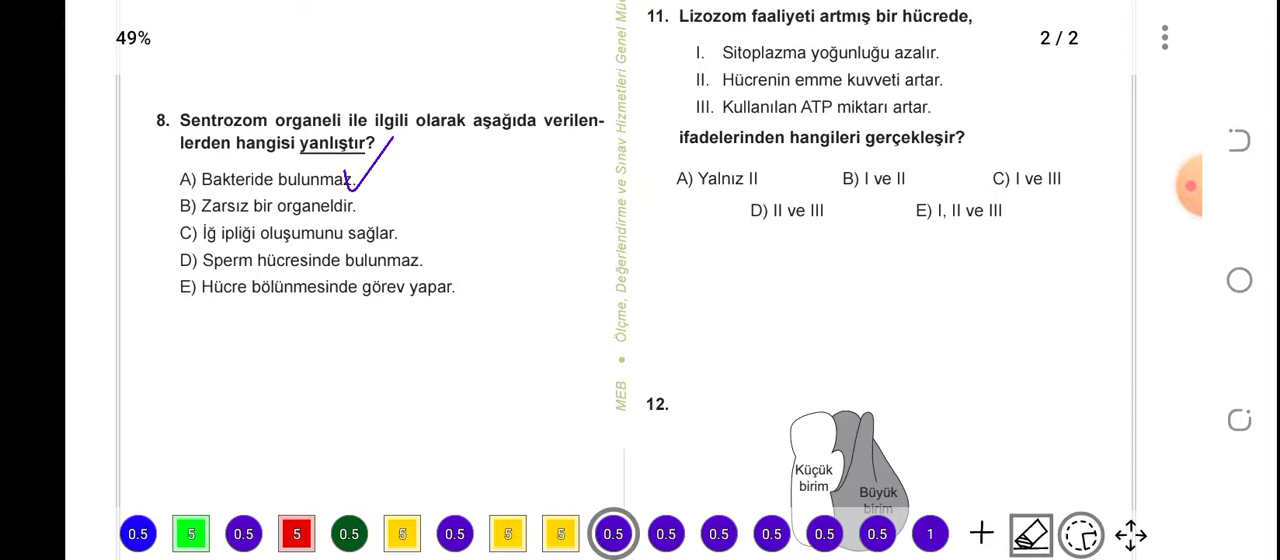 49%
2 / 2
8. Sentrozom organeli ile ilgili olarak aşağıda verilen-
lerden hangisi yanlıştır?
A) Bakteride bulunmaz.
B) Zarsız bir organeldir.
C) İğ ipliği oluşumunu sağlar.
D) Sperm hücresinde bulunmaz.
E) Hücre bölünmesinde görev yapar.
MEB • Ölçme, Değerlendirme ve Sınav Hizmetleri Genel Müd
11. Lizozom faaliyeti artmış bir hücrede,
I. Sitoplazma yoğunluğu azalır.
II. Hücrenin emme kuvveti artar.
III. Kullanılan ATP miktarı artar.
ifadelerinden hangileri gerçekleşir?
A) Yalnız II B) I ve II C) I ve III
D) II ve III E) I, II ve III
12.
Küçük
birim
Büyük
birim
0.5 5 0.5 5 0.5 5 0.5 5 5 0.5 0.5 0.5 0.5 0.5 0.5 1